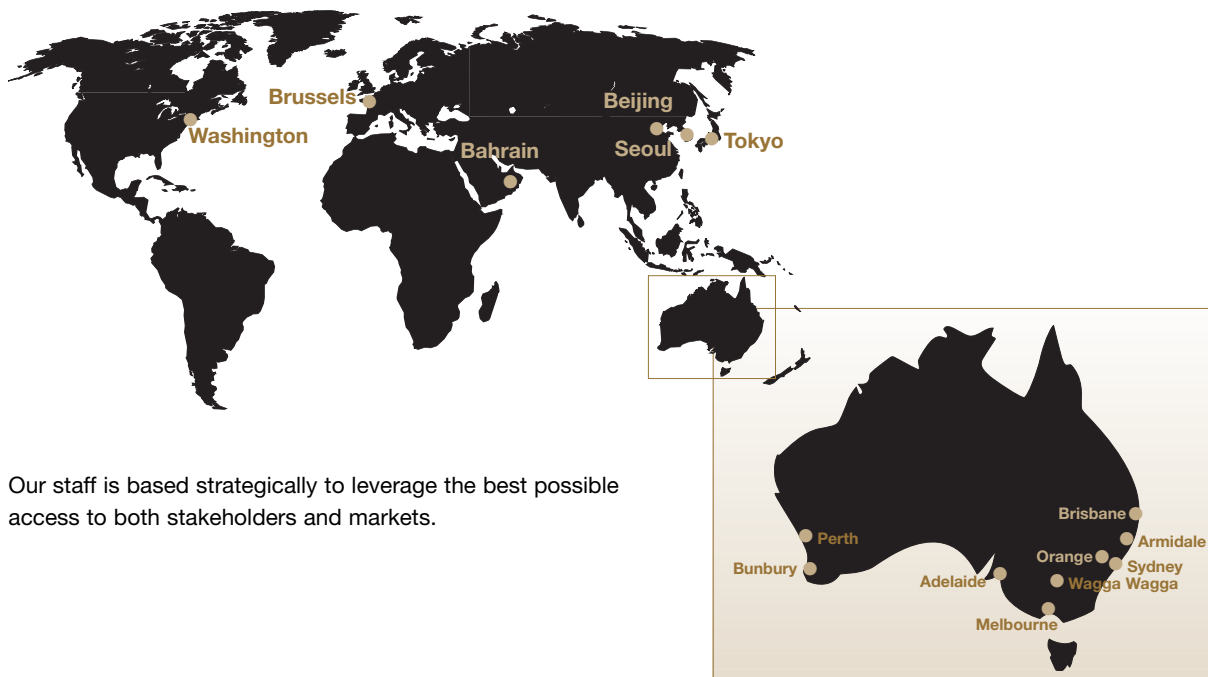 Brussels
Washington
Bahrain
Beijing
Seoul
Tokyo
Our staff is based strategically to leverage the best possible
access to both stakeholders and markets.
Brisbane
Armidale
Perth
Orange
Sydney
Bunbury
Adelaide
Wagga Wagga
Melbourne